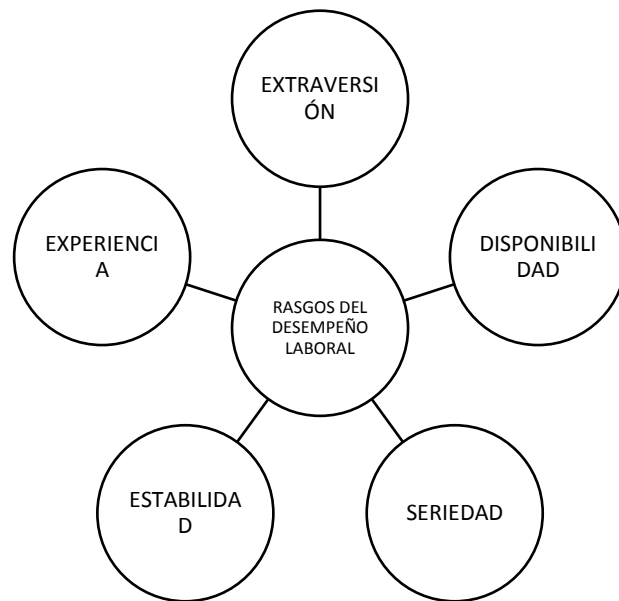 EXTRAVERSI
ÓN
EXPERIENCI
A
DISPONIBILI
DAD
RASGOS DEL
DESEMPEÑO
LABORAL
ESTABILIDA
D
SERIEDAD